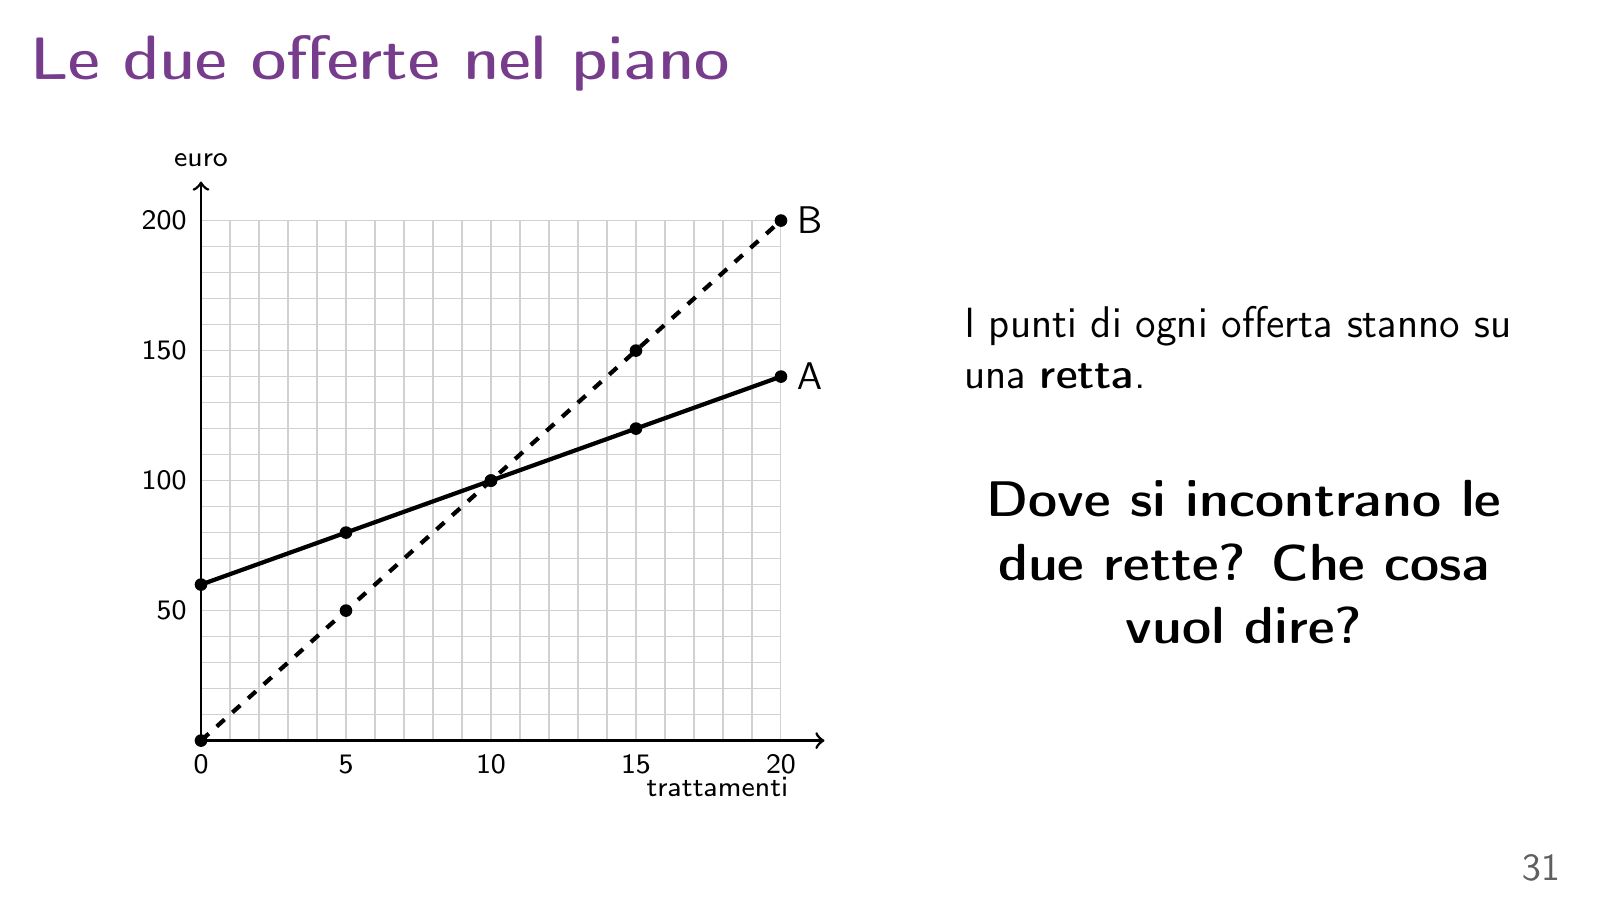 Le due offerte nel piano
euro
200
150
100
50
B
A
0 5 10 15 20
trattamenti
I punti di ogni offerta stanno su
una retta.
Dove si incontrano le
due rette? Che cosa
vuol dire?
31